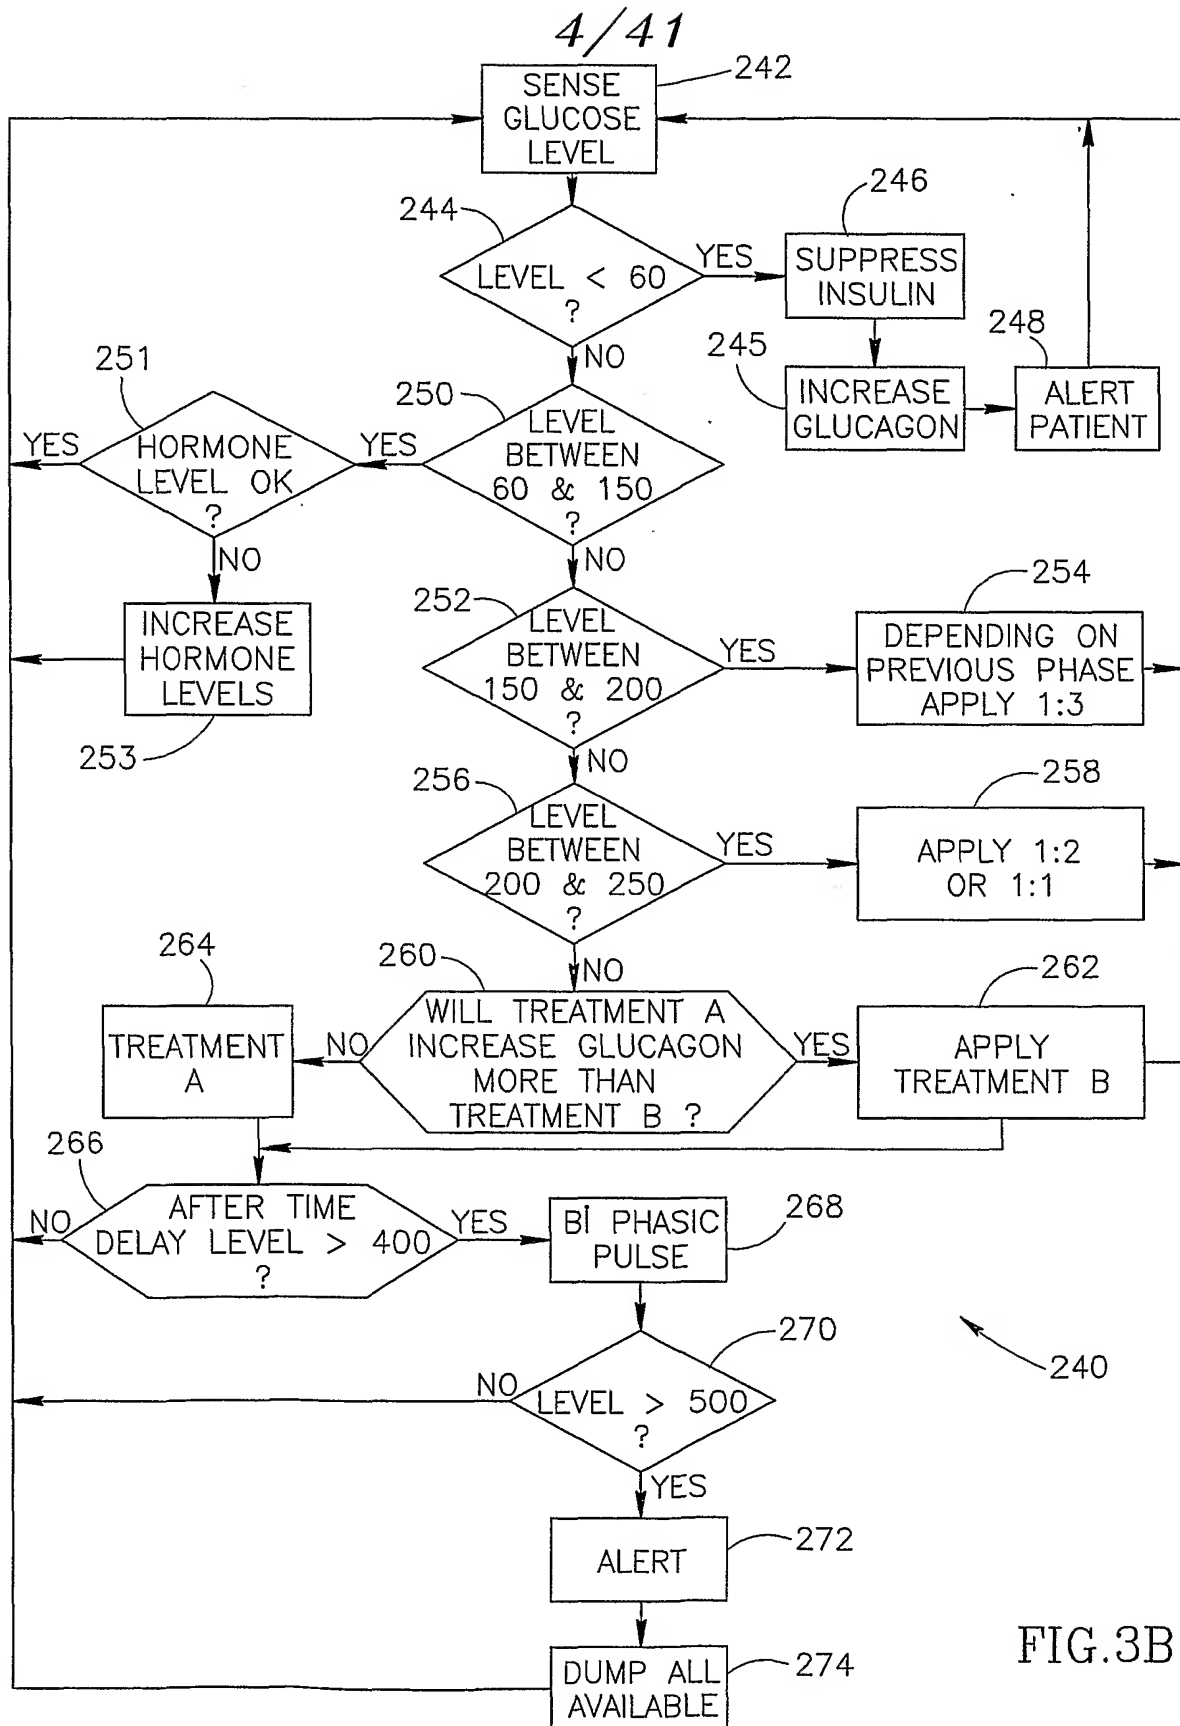 4/41
SENSE
GLUCOSE
LEVEL
242
244
LEVEL < 60
?
YES
NO
246
SUPPRESS
INSULIN
245
INCREASE
GLUCAGON
248
ALERT
PATIENT
251
HORMONE
LEVEL OK
?
YES
NO
250
LEVEL
BETWEEN
60 & 150
?
YES
NO
INCREASE
HORMONE
LEVELS
253
252
LEVEL
BETWEEN
150 & 200
?
YES
NO
254
DEPENDING ON
PREVIOUS PHASE
APPLY 1:3
256
LEVEL
BETWEEN
200 & 250
?
YES
NO
258
APPLY 1:2
OR 1:1
260
WILL TREATMENT A
INCREASE GLUCAGON
MORE THAN
TREATMENT B ?
NO
YES
264
TREATMENT
A
262
APPLY
TREATMENT B
266
AFTER TIME
DELAY LEVEL > 400
?
NO
YES
BI PHASIC
PULSE
268
270
LEVEL > 500
?
NO
YES
240
ALERT
272
DUMP ALL
AVAILABLE
274
FIG.3B